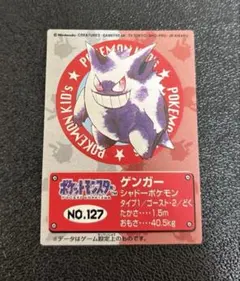 POKEMON KIDS POKEMON KIDS
ポケットモンスター
NO.127
ゲンガー
シャドーポケモン
タイプ1/ゴースト・2/どく
たかさ……1.5m
おもさ……40.5kg
※データはゲーム設定上のものです。